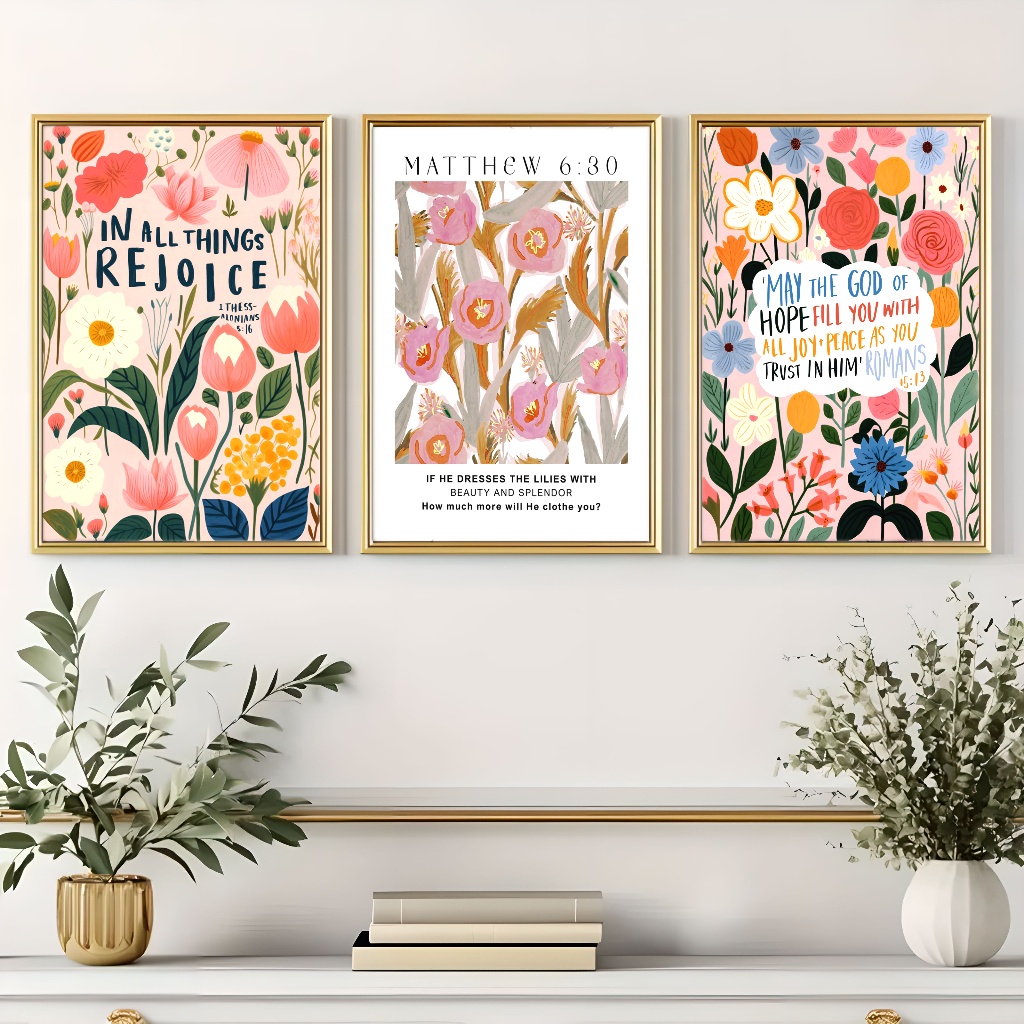 IN ALL THINGS
REJOICE
1 THESS-
ALONIANS
5:16
MATTHEW 6:30
IF HE DRESSES THE LILIES WITH
BEAUTY AND SPLENDOR
How much more will He clothe you?
'MAY THE GOD OF
HOPE FILL YOU WITH
ALL JOY + PEACE AS YOU
TRUST IN HIM' ROMANS
15:13